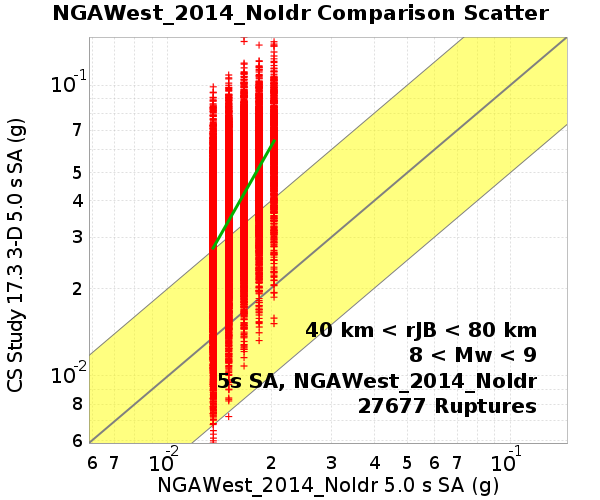 NGAWest_2014_NoIdr Comparison Scatter
CS Study 17.3 3-D 5.0 s SA (g)
10-1
7
5
4
3
2
10-2
8
6
40 km < rJB < 80 km
8 < Mw < 9
5s SA, NGAWest_2014_NoIdr
27677 Ruptures
6 7 10-2 2 3 4 5 6 7 10-1
NGAWest_2014_NoIdr 5.0 s SA (g)